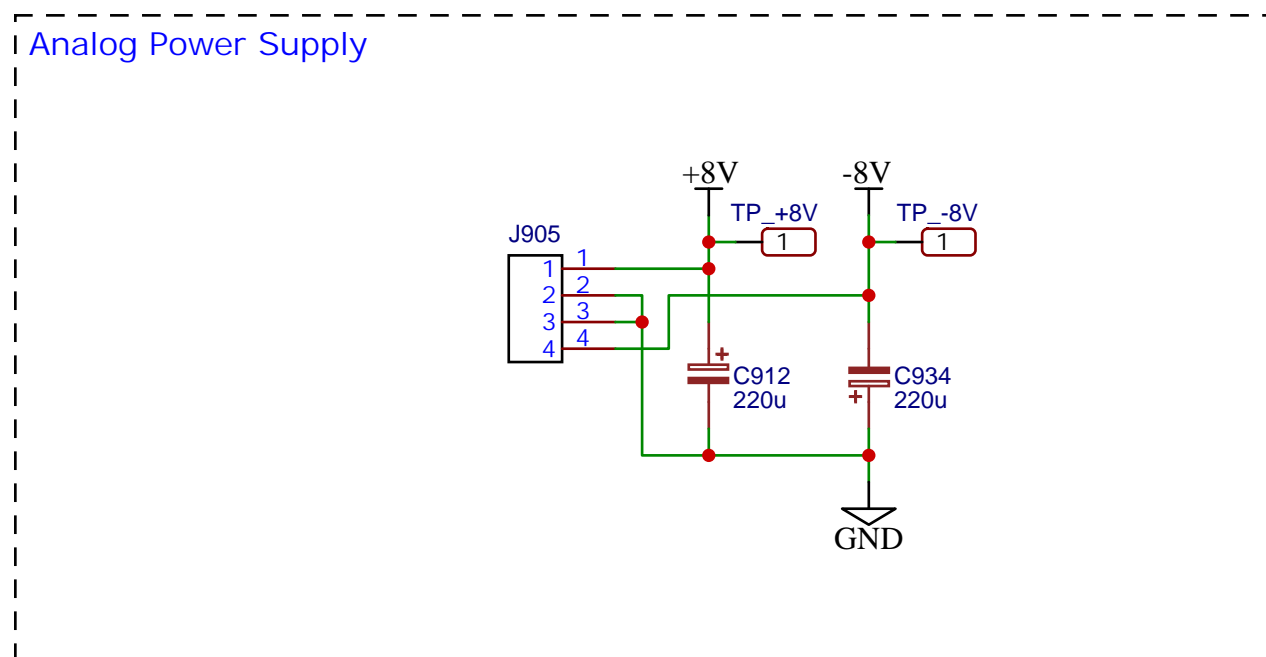 Analog Power Supply
+8V
-8V
TP_+8V
TP_-8V
1
1
J905
1 1
2 2
3 3
4 4
+
C912
220u
C934
220u
+
GND